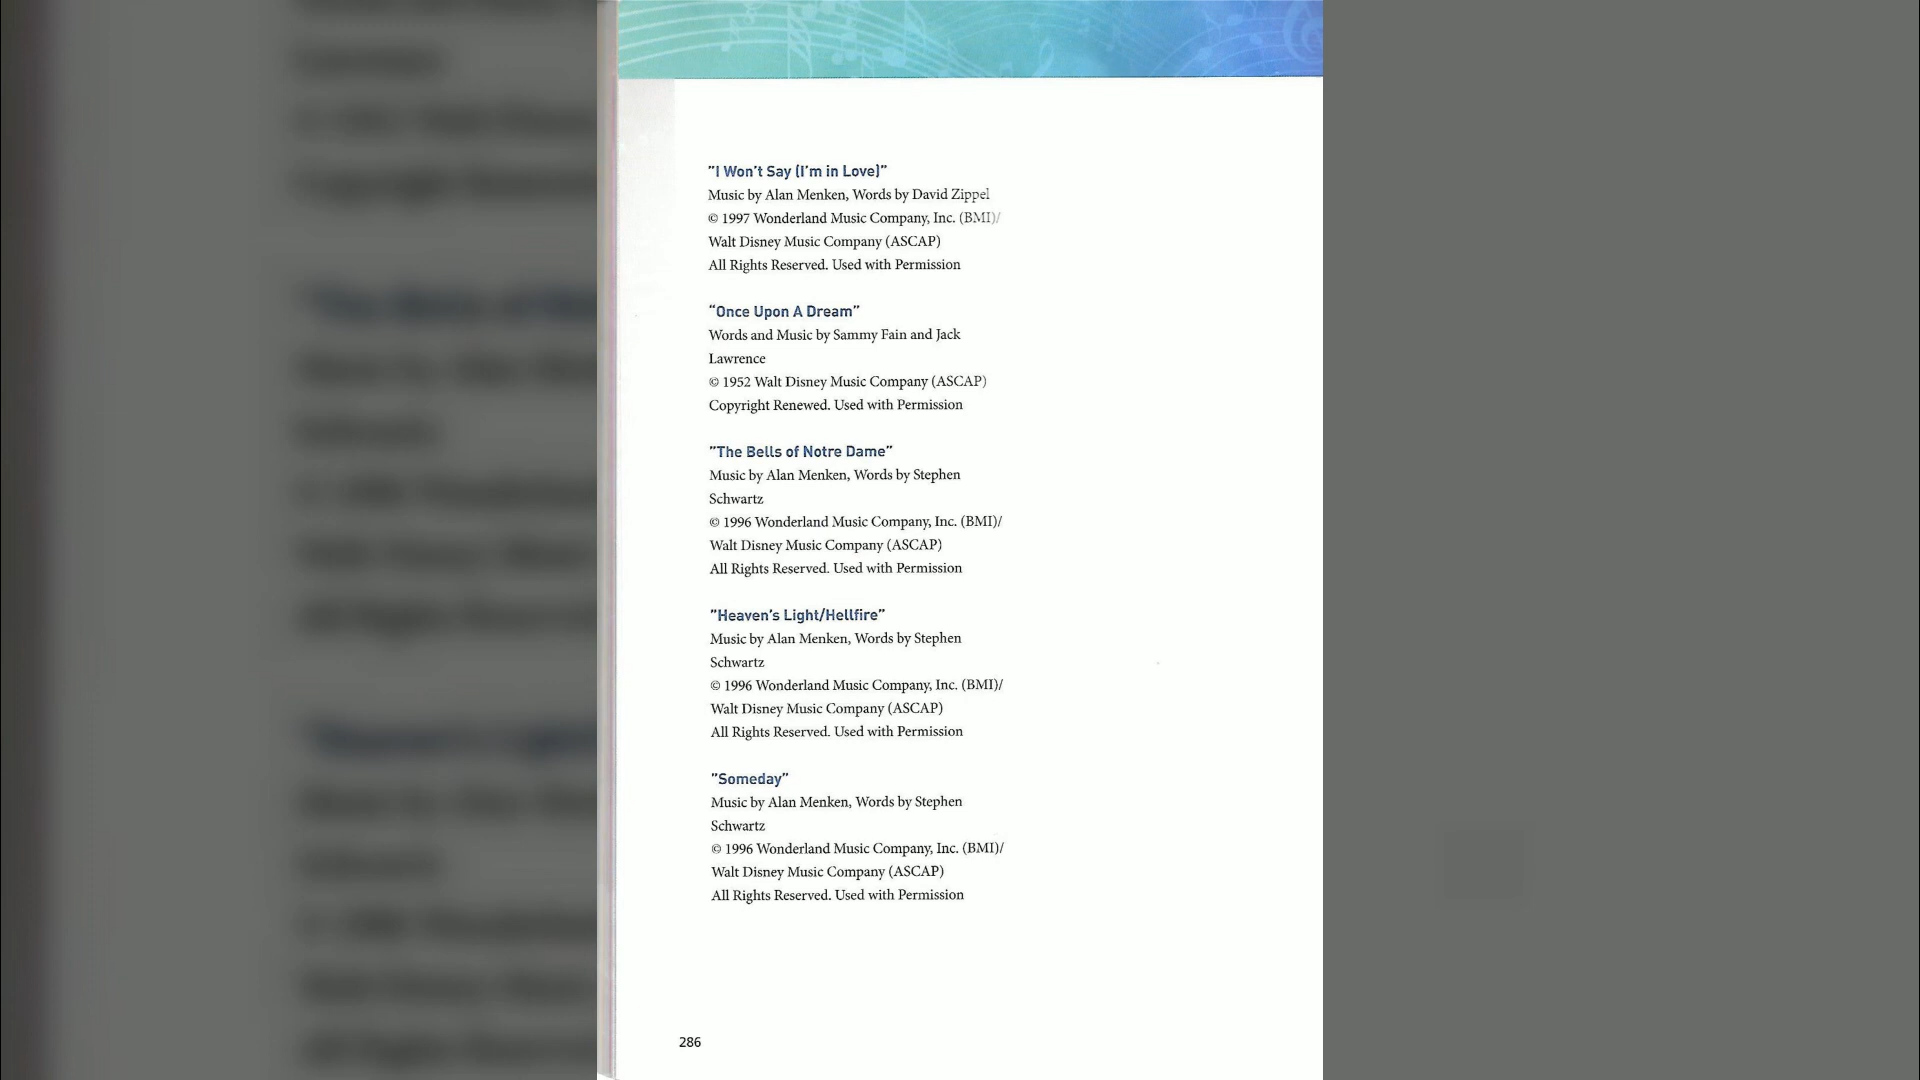 "I Won't Say (I'm in Love)"
Music by Alan Menken, Words by David Zippel
© 1997 Wonderland Music Company, Inc. (BMI)/
Walt Disney Music Company (ASCAP)
All Rights Reserved. Used with Permission
"Once Upon A Dream"
Words and Music by Sammy Fain and Jack
Lawrence
© 1952 Walt Disney Music Company (ASCAP)
Copyright Renewed. Used with Permission
"The Bells of Notre Dame"
Music by Alan Menken, Words by Stephen
Schwartz
© 1996 Wonderland Music Company, Inc. (BMI)/
Walt Disney Music Company (ASCAP)
All Rights Reserved. Used with Permission
"Heaven's Light/Hellfire"
Music by Alan Menken, Words by Stephen
Schwartz
© 1996 Wonderland Music Company, Inc. (BMI)/
Walt Disney Music Company (ASCAP)
All Rights Reserved. Used with Permission
"Someday"
Music by Alan Menken, Words by Stephen
Schwartz
© 1996 Wonderland Music Company, Inc. (BMI)/
Walt Disney Music Company (ASCAP)
All Rights Reserved. Used with Permission
286